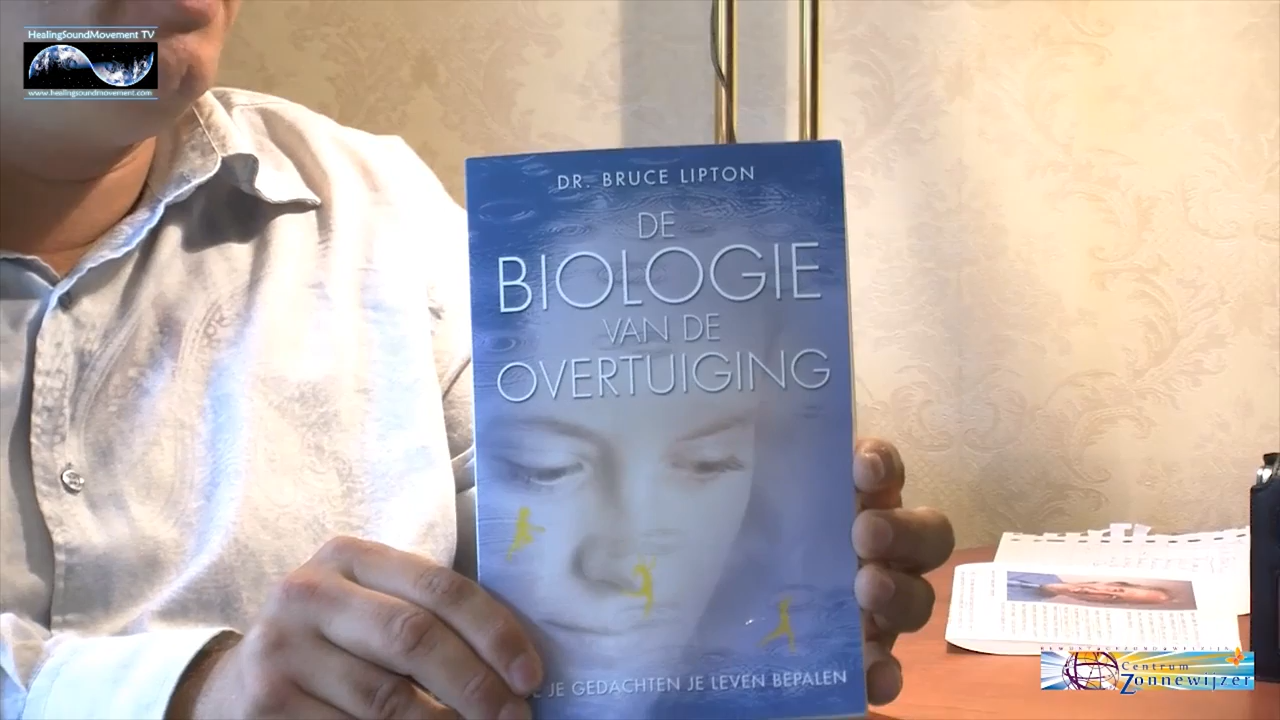 HealingSoundMovement TV
www.healingsoundmovement.com
DR. BRUCE LIPTON
DE
BIOLOGIE
VAN DE
OVERTUIGING
JE GEDACHTEN JE LEVEN BEPALEN
Centrum
Zonnewijzer